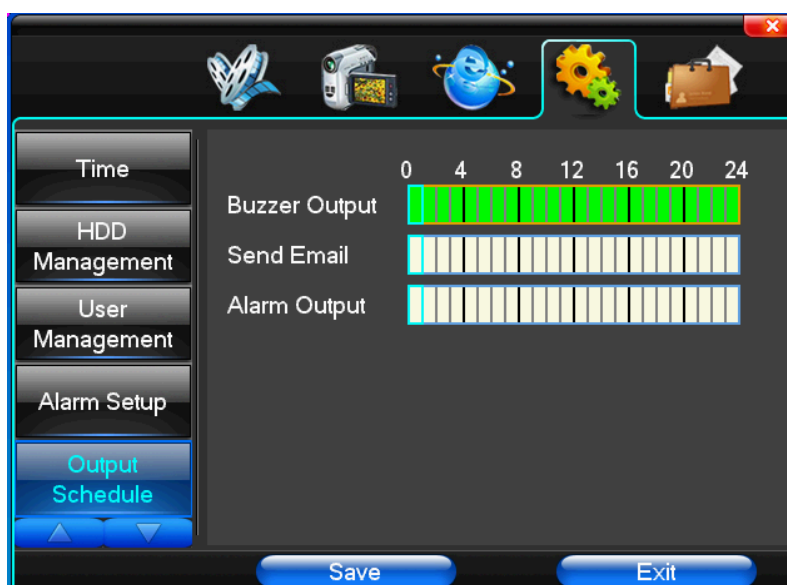 Time
HDD
Management
User
Management
Alarm Setup
Output
Schedule
0 4 8 12 16 20 24
Buzzer Output
Send Email
Alarm Output
Save
Exit